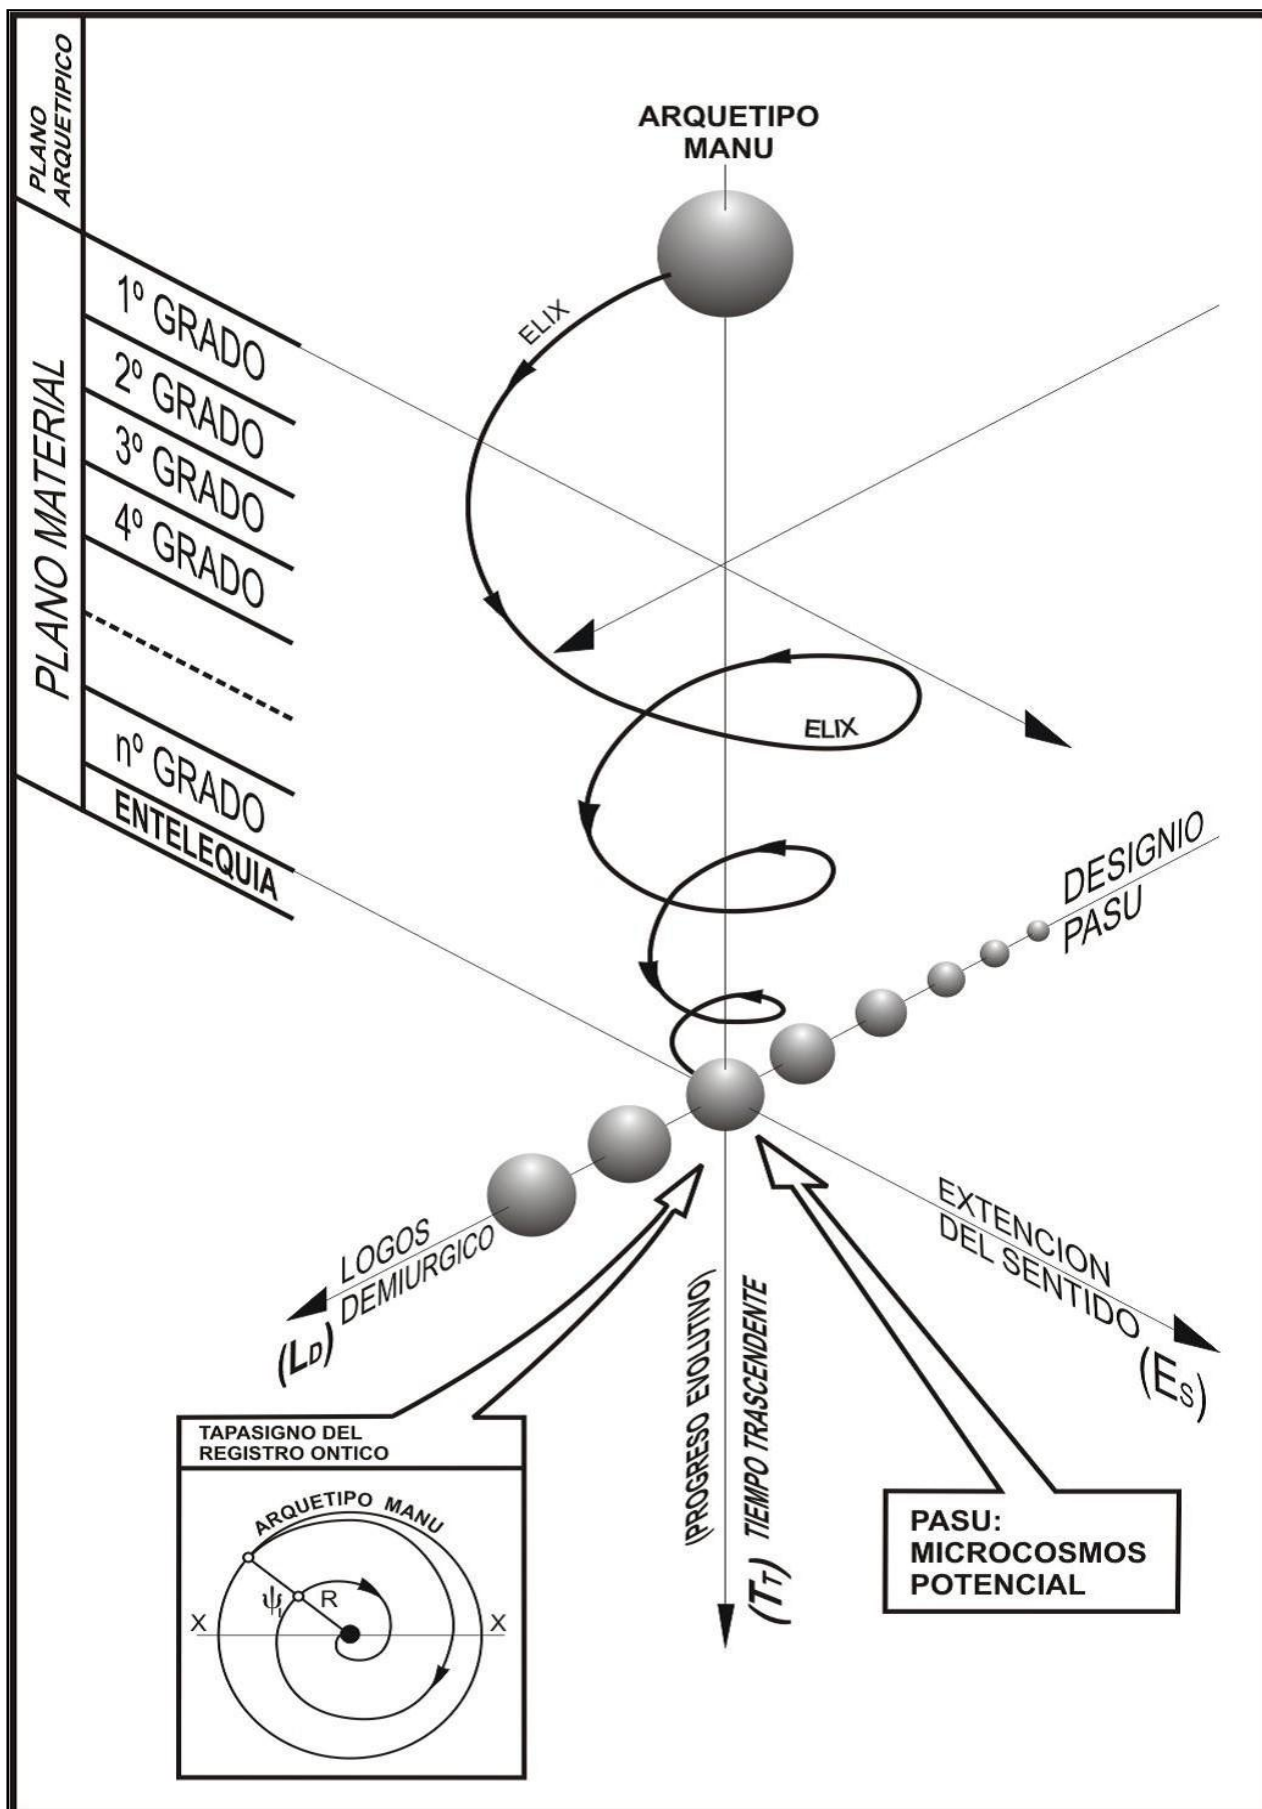 PLANO
ARQUETIPICO
PLANO MATERIAL
1º GRADO
2º GRADO
3º GRADO
4º GRADO
nº GRADO
ENTELEQUIA
ARQUETIPO
MANU
ELIX
ELIX
DESIGNIO
PASU
LOGOS
DEMIURGICO
(LD)
EXTENCION
DEL SENTIDO
(ES)
(PROGRESO EVOLUTIVO)
(TT) TIEMPO TRASCENDENTE
TAPASIGNO DEL
REGISTRO ONTICO
ARQUETIPO MANU
ψ₁ R
X X
PASU:
MICROCOSMOS
POTENCIAL